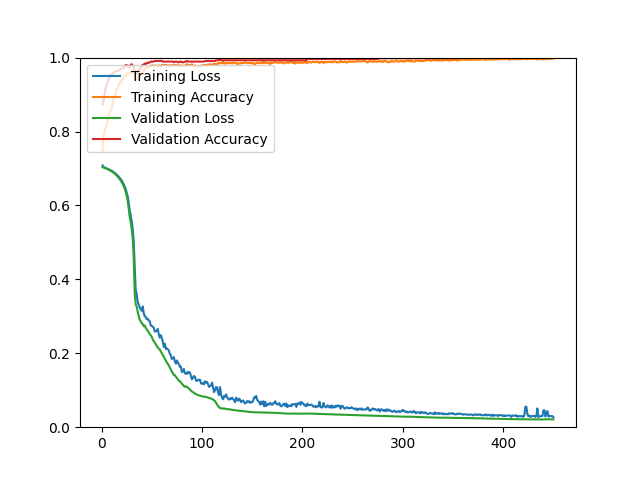 1.0
0.8
0.6
0.4
0.2
0.0
Training Loss
Training Accuracy
Validation Loss
Validation Accuracy
0 100 200 300 400